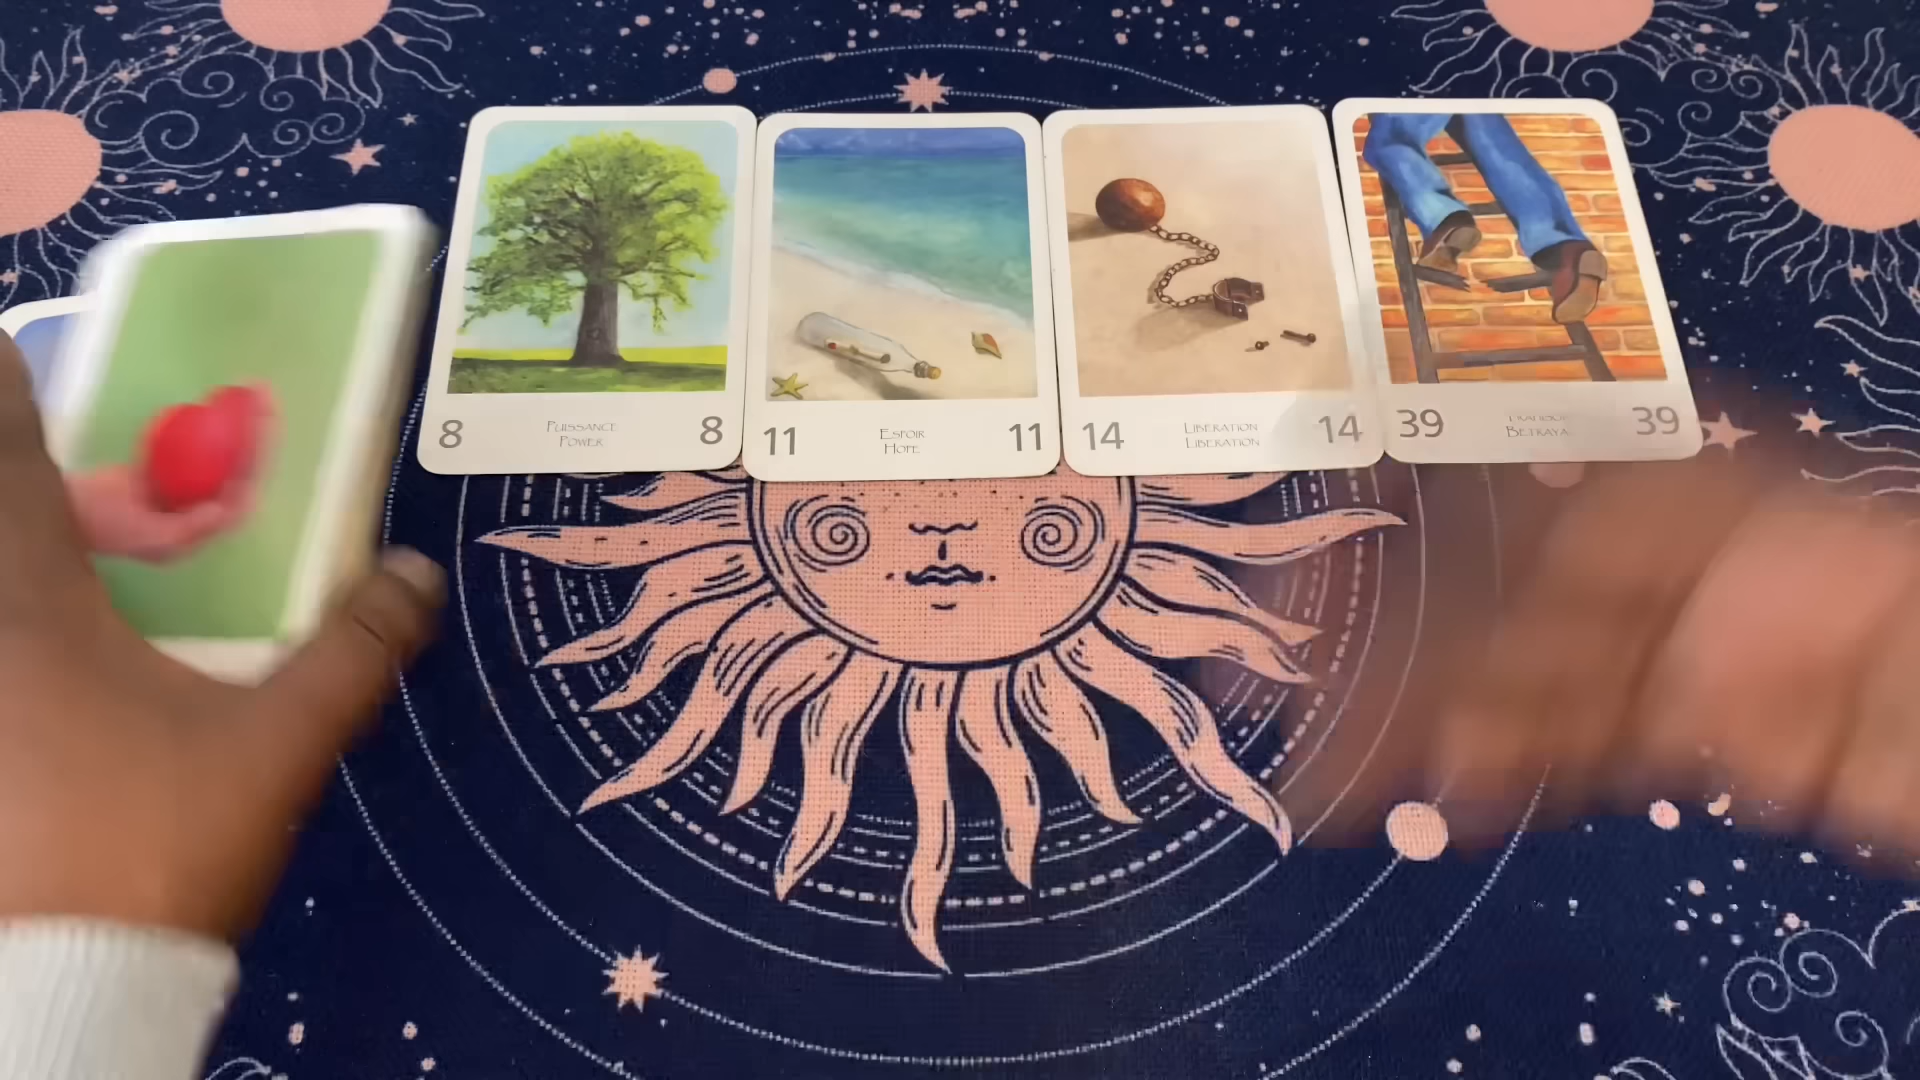 8 PUISSANCE 8
POWER
11 ESPOIR 11
HOPE
14 LIBÉRATION 14
LIBERATION
39 39